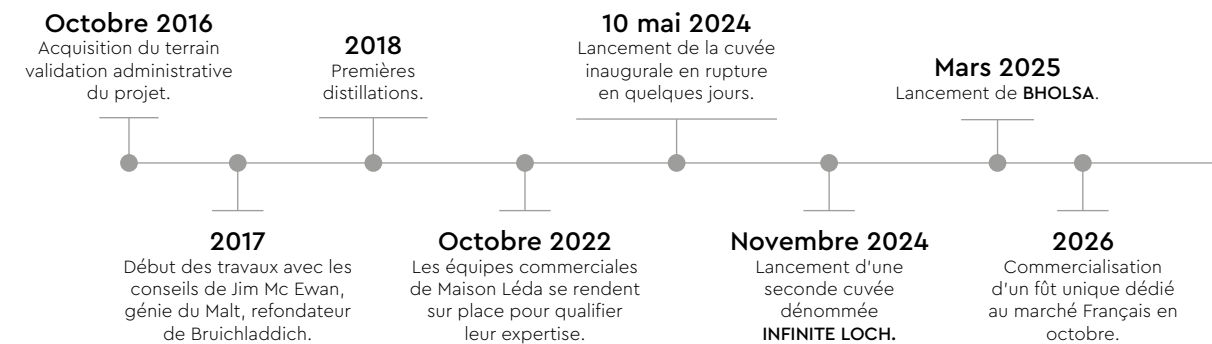 Octobre 2016
Acquisition du terrain
validation administrative
du projet.
2017
Début des travaux avec les
conseils de Jim Mc Ewan,
génie du Malt, refondateur
de Bruichladdich.
2018
Premières
distillations.
Octobre 2022
Les équipes commerciales
de Maison Léda se rendent
sur place pour qualifier
leur expertise.
10 mai 2024
Lancement de la cuvée
inaugurale en rupture
en quelques jours.
Novembre 2024
Lancement d'une
seconde cuvée
dénommée
INFINITE LOCH.
Mars 2025
Lancement de BHOLSA.
2026
Commercialisation
d'un fût unique dédié
au marché Français en
octobre.